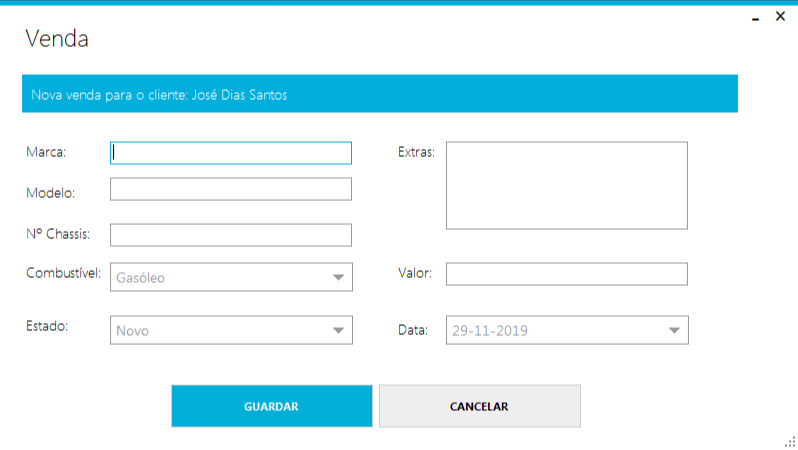 Venda
Nova venda para o cliente: José Dias Santos
Marca:
Extras:
Modelo:
Nº Chassis:
Combustível: Gasóleo
Valor:
Estado: Novo
Data: 29-11-2019
GUARDAR
CANCELAR